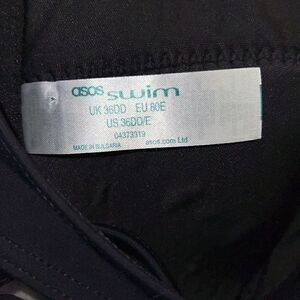 asos swim
UK 36DD EU 80E
US 36DD/E
04373319
MADE IN BULGARIA asos.com Ltd